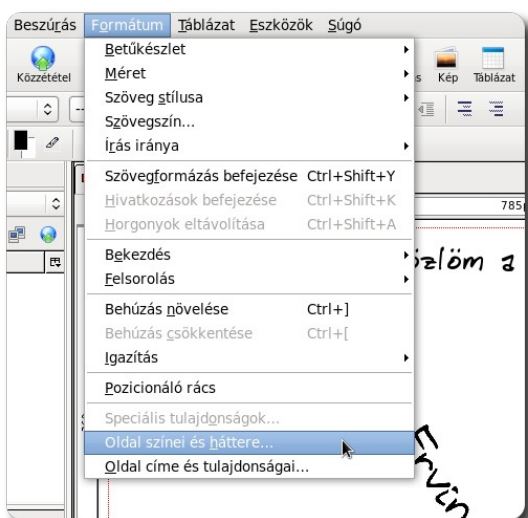 Beszúrás Formátum Táblázat Eszközök Súgó
Közzététel
s Kép Táblázat
Betűkészlet
Méret
Szöveg stílusa
Szövegszín...
Írás iránya
Szövegformázás befejezése Ctrl+Shift+Y
Hivatkozások befejezése Ctrl+Shift+K
Horgonyok eltávolítása Ctrl+Shift+A
785
Bekezdés
Felsorolás
özlöm a
Behúzás növelése Ctrl+]
Behúzás csökkentése Ctrl+[
Igazítás
Pozicionáló rács
Speciális tulajdonságok...
Oldal színei és háttere...
Oldal címe és tulajdonságai...
Ervin